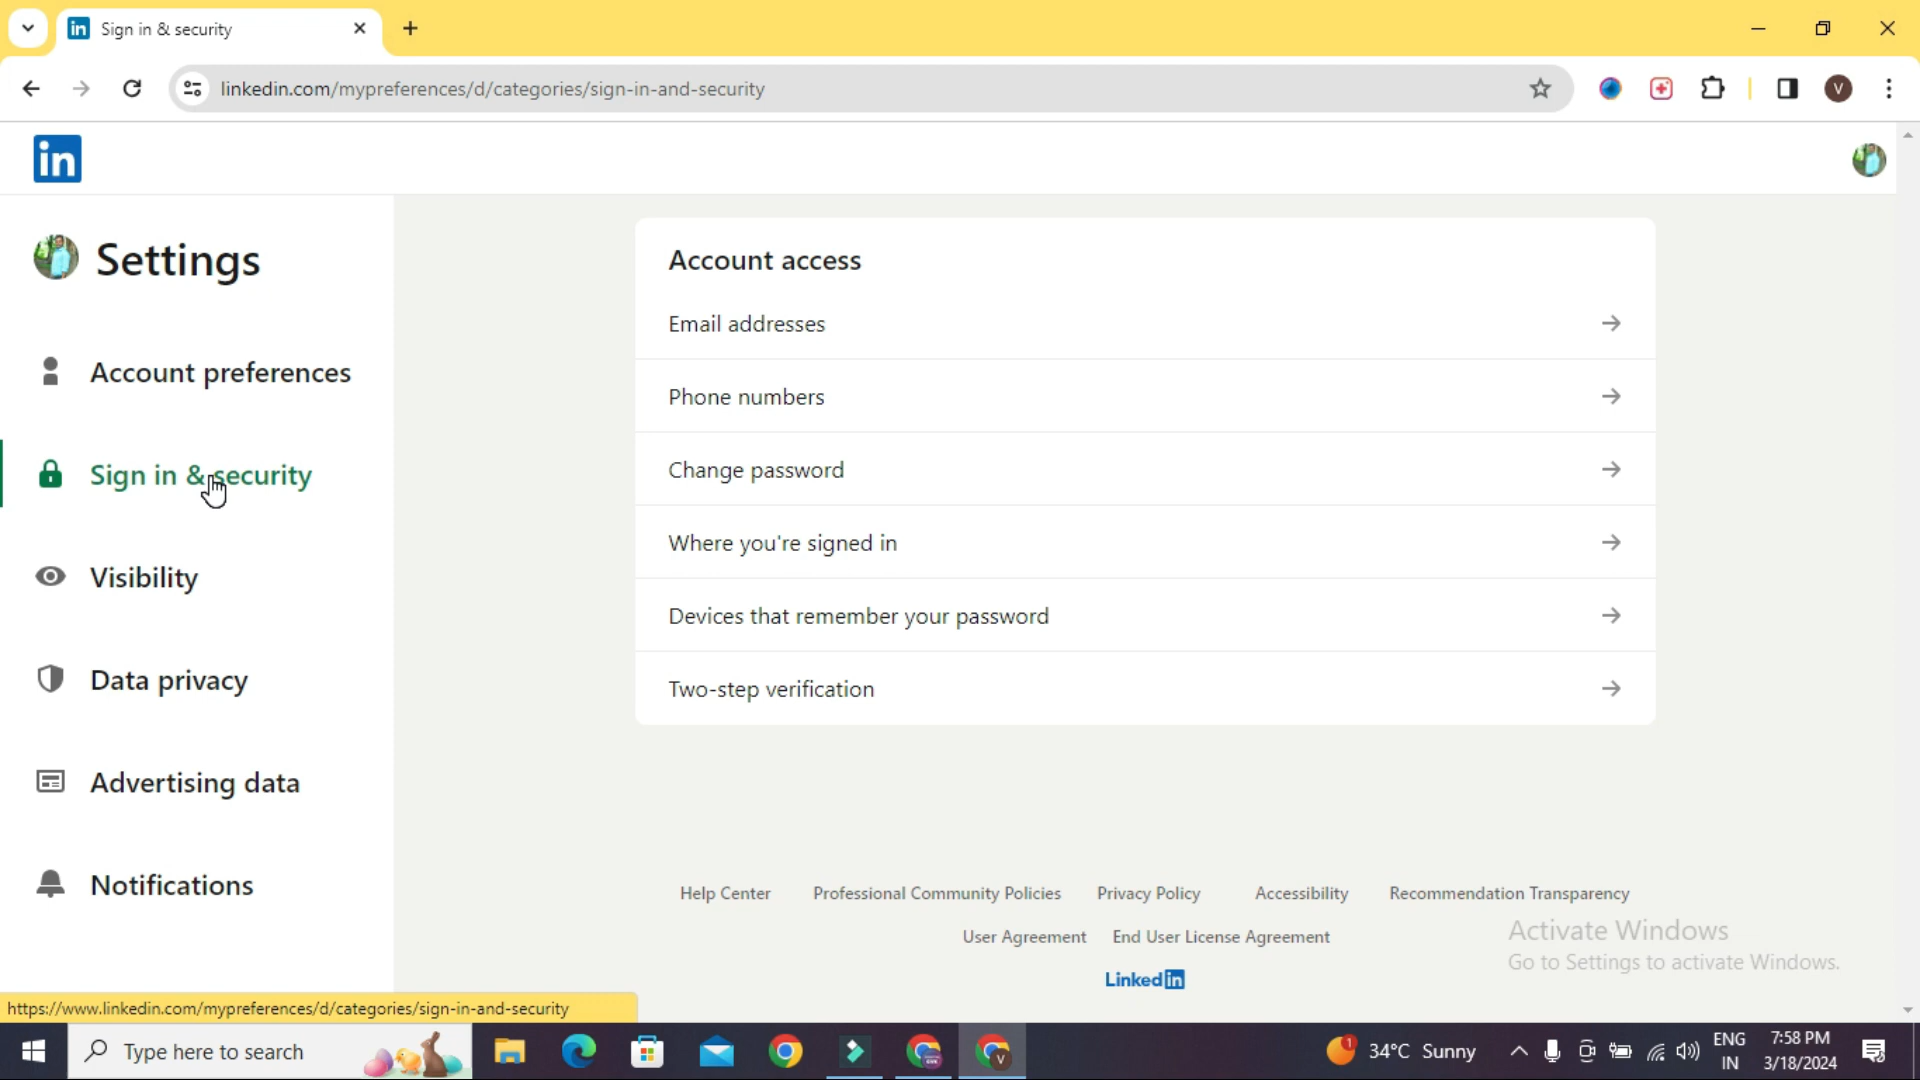 in Sign in & security
linkedin.com/mypreferences/d/categories/sign-in-and-security
V
in
Settings
Account preferences
Sign in & security
Visibility
Data privacy
Advertising data
Notifications
Account access
Email addresses
Phone numbers
Change password
Where you're signed in
Devices that remember your password
Two-step verification
Help Center Professional Community Policies Privacy Policy Accessibility Recommendation Transparency
User Agreement End User License Agreement
Linked in
Activate Windows
Go to Settings to activate Windows.
https://www.linkedin.com/mypreferences/d/categories/sign-in-and-security
Type here to search
V
1
34°C Sunny
ENG
IN
7:58 PM
3/18/2024